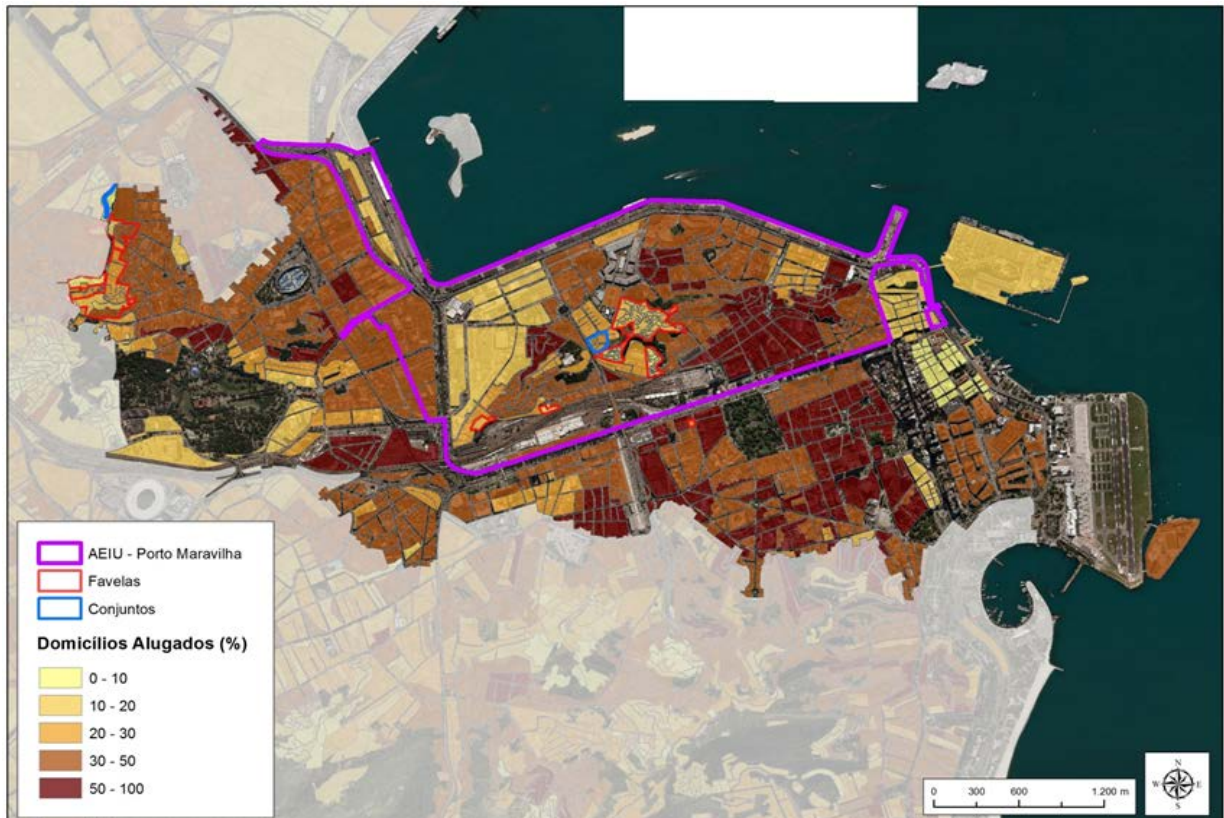 AEIU - Porto Maravilha
Favelas
Conjuntos
Domicílios Alugados (%)
0 - 10
10 - 20
20 - 30
30 - 50
50 - 100
0 300 600 1.200 m
N
W E
S